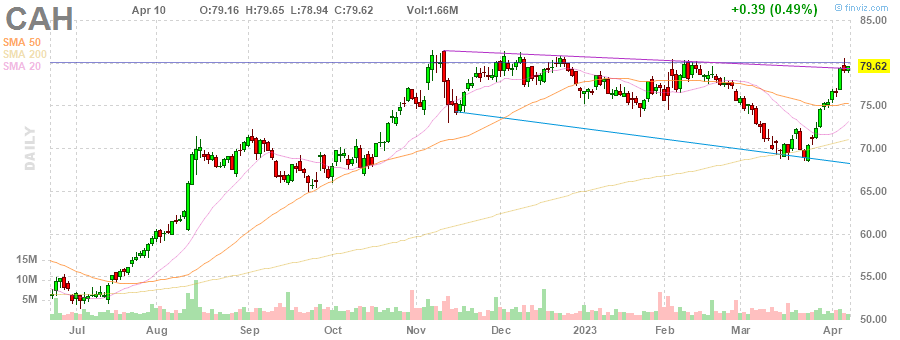 CAH
Apr 10 O:79.16 H:79.65 L:78.94 C:79.62 Vol:1.66M +0.39 (0.49%)
© finviz.com
SMA 50
SMA 200
SMA 20
DAILY
85.00
79.62
75.00
70.00
65.00
60.00
55.00
50.00
15M
10M
5M
Jul Aug Sep Oct Nov Dec 2023 Feb Mar Apr